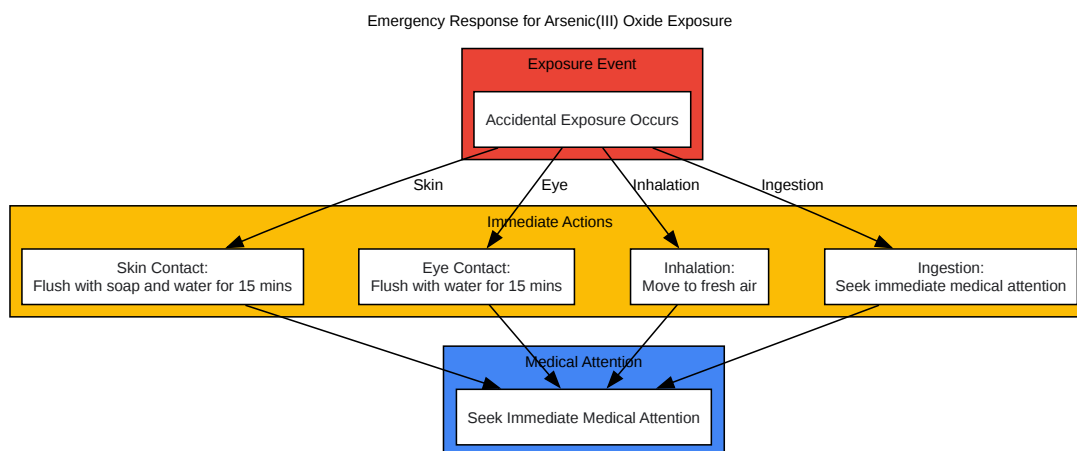 Emergency Response for Arsenic(III) Oxide Exposure
Exposure Event
Accidental Exposure Occurs
Skin
Eye
Inhalation
Ingestion
Immediate Actions
Skin Contact:
Flush with soap and water for 15 mins
Eye Contact:
Flush with water for 15 mins
Inhalation:
Move to fresh air
Ingestion:
Seek immediate medical attention
Medical Attention
Seek Immediate Medical Attention